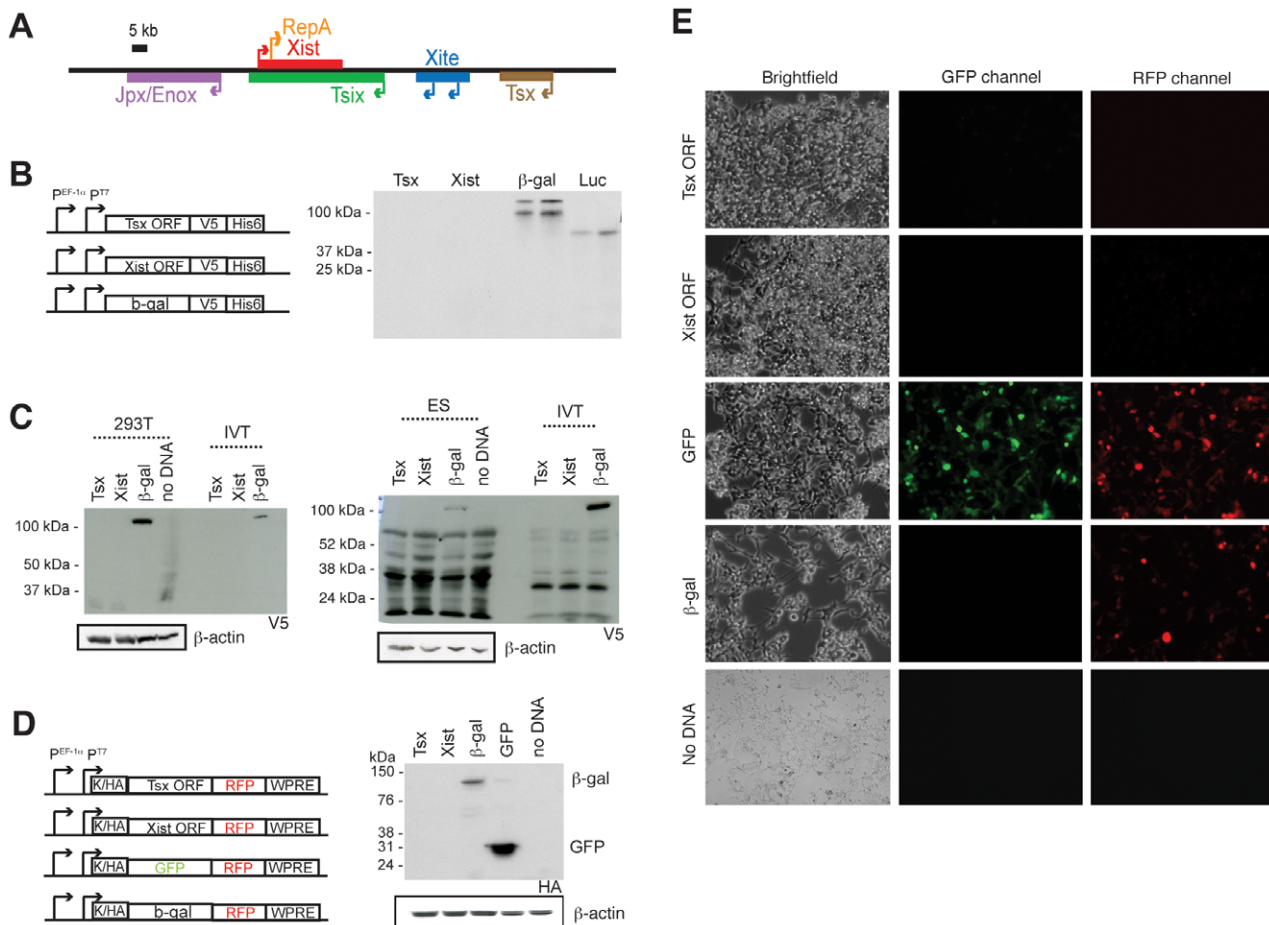 A
5 kb
RepA
Xist
Xite
Jpx/Enox
Tsix
Tsx
B
PEF-1α PT7
Tsx ORF V5 His6
Xist ORF V5 His6
b-gal V5 His6
Tsx Xist β-gal Luc
100 kDa -
37 kDa -
25 kDa -
C
293T IVT
Tsx Xist β-gal no DNA Tsx Xist β-gal
100 kDa -
50 kDa -
37 kDa -
V5
β-actin
ES IVT
Tsx Xist β-gal no DNA Tsx Xist β-gal
100 kDa -
52 kDa -
38 kDa -
24 kDa -
V5
β-actin
D
PEF-1α PT7
K/HA Tsx ORF RFP WPRE
K/HA Xist ORF RFP WPRE
K/HA GFP RFP WPRE
K/HA b-gal RFP WPRE
Tsx Xist β-gal GFP no DNA
kDa
150 -
76 -
38 -
31 -
24 -
β-gal
GFP
HA
β-actin
E
Brightfield GFP channel RFP channel
Tsx ORF
Xist ORF
GFP
β-gal
No DNA